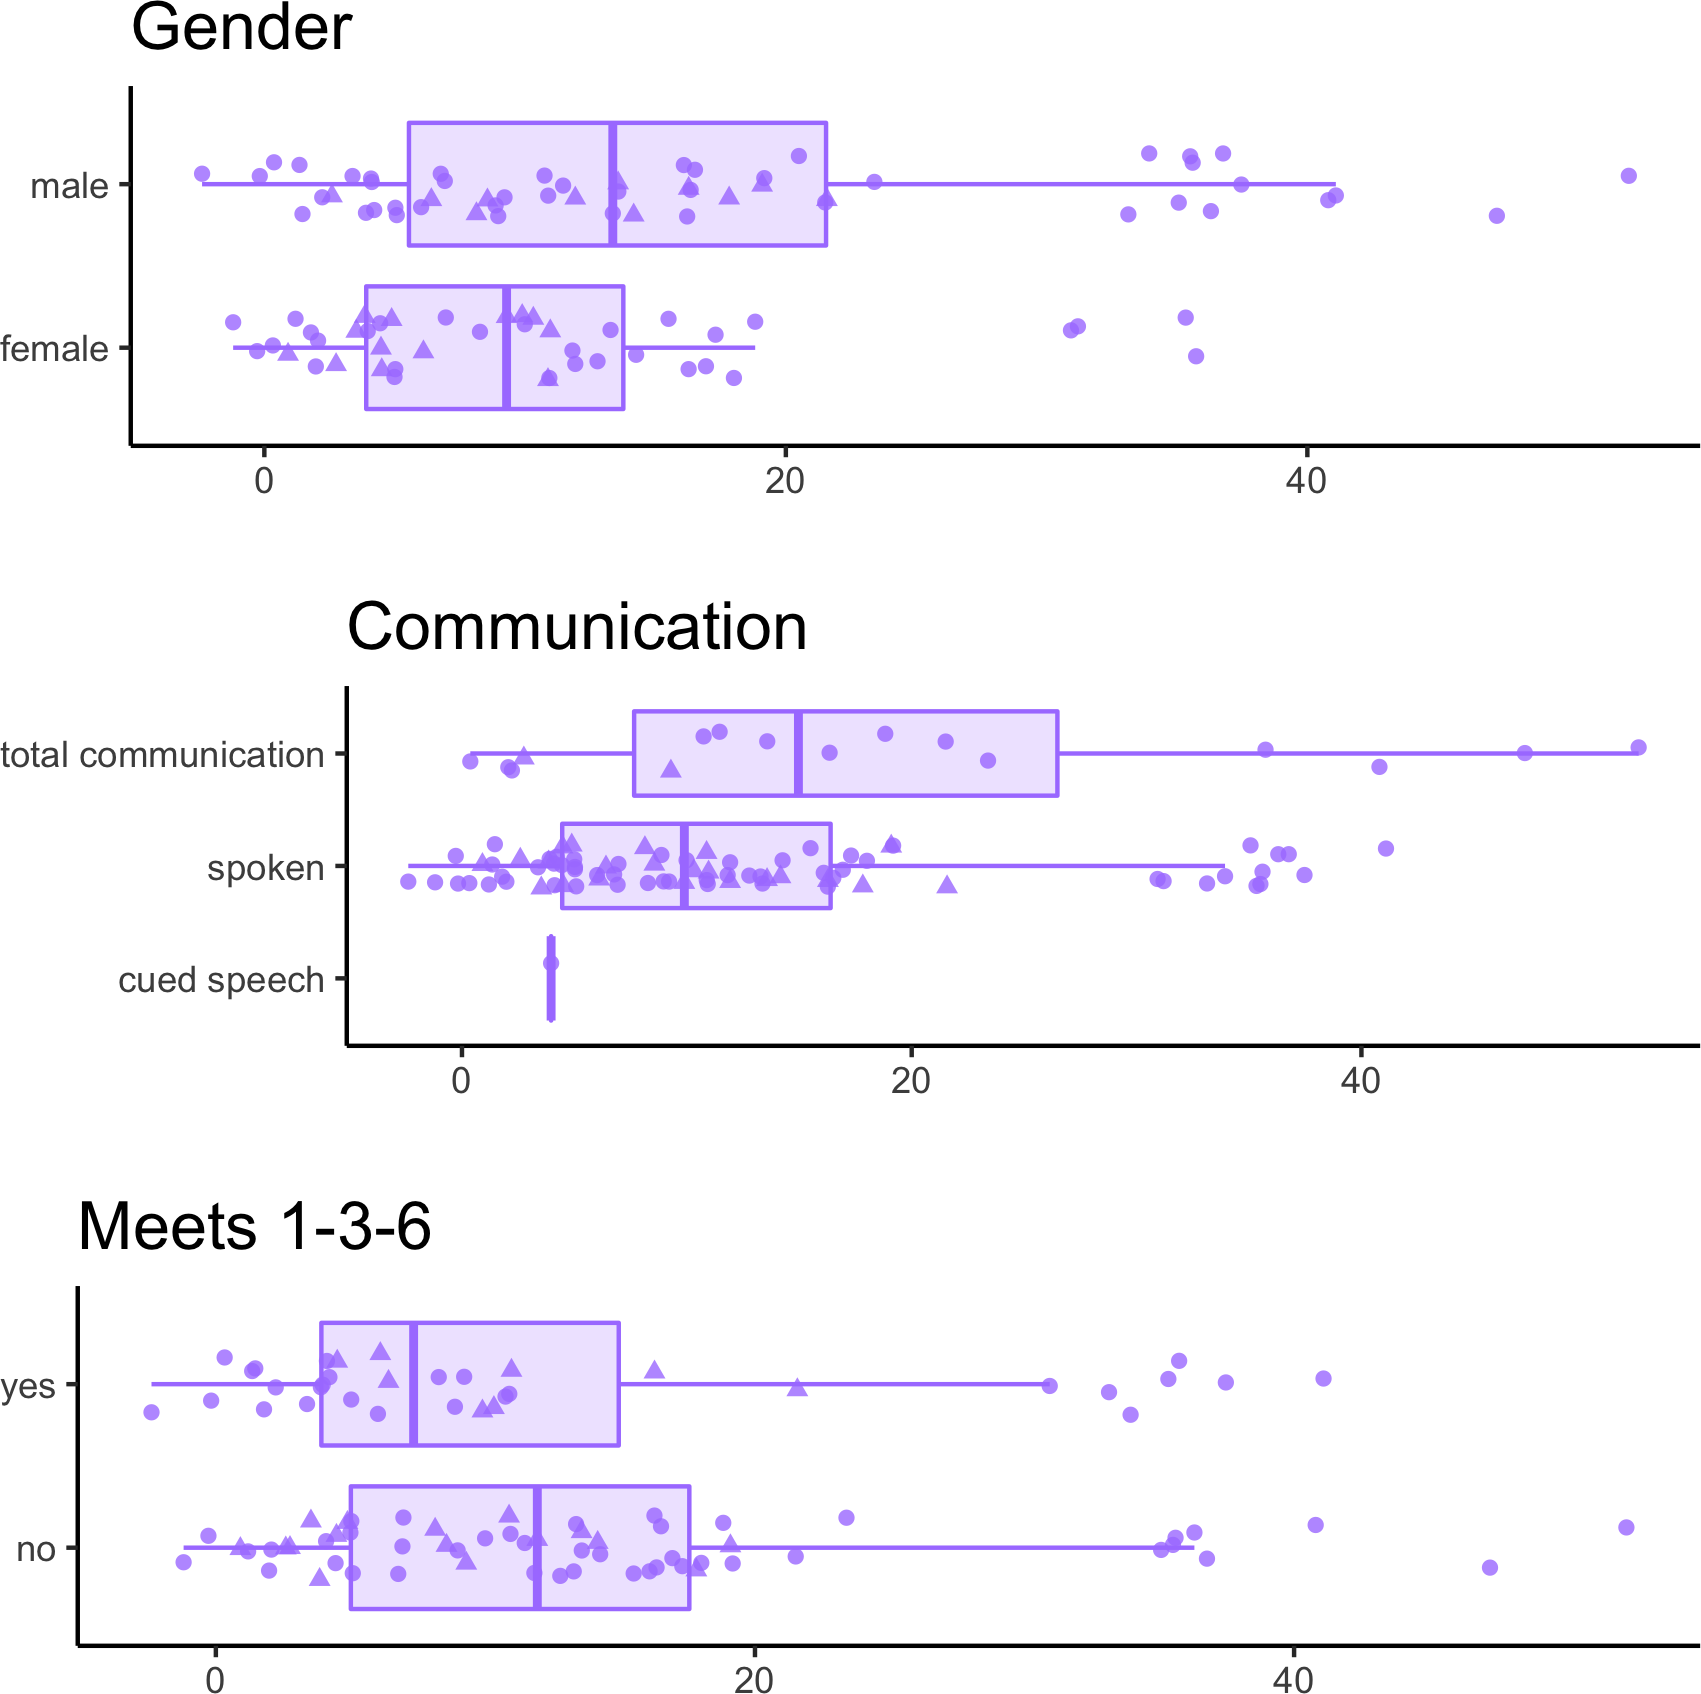 Gender
male
female
0 20 40
Communication
total communication
spoken
cued speech
0 20 40
Meets 1-3-6
yes
no
0 20 40